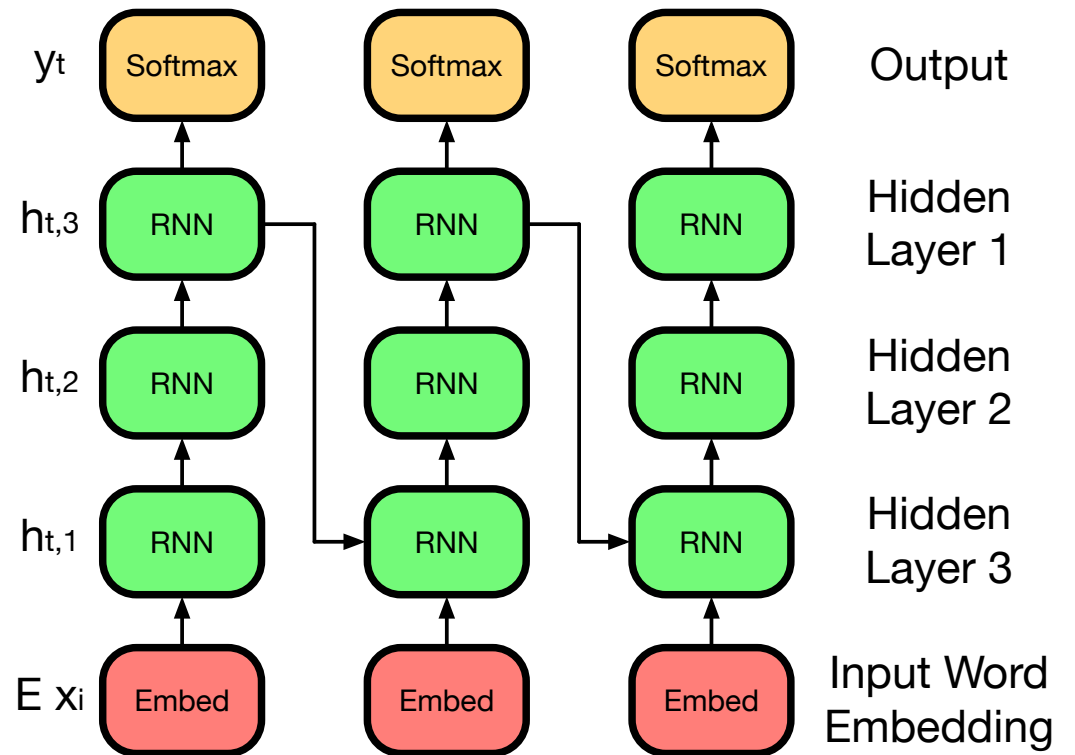 yt Softmax Softmax Softmax Output
ht,3 RNN RNN RNN Hidden
Layer 1
ht,2 RNN RNN RNN Hidden
Layer 2
ht,1 RNN RNN RNN Hidden
Layer 3
E xi Embed Embed Embed Input Word
Embedding